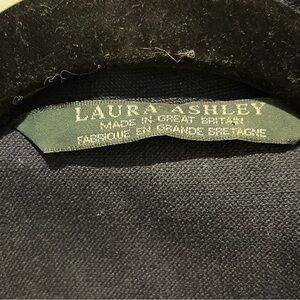 LAURA ASHLEY
MADE IN GREAT BRITAIN
FABRIQUE EN GRANDE BRETAGNE